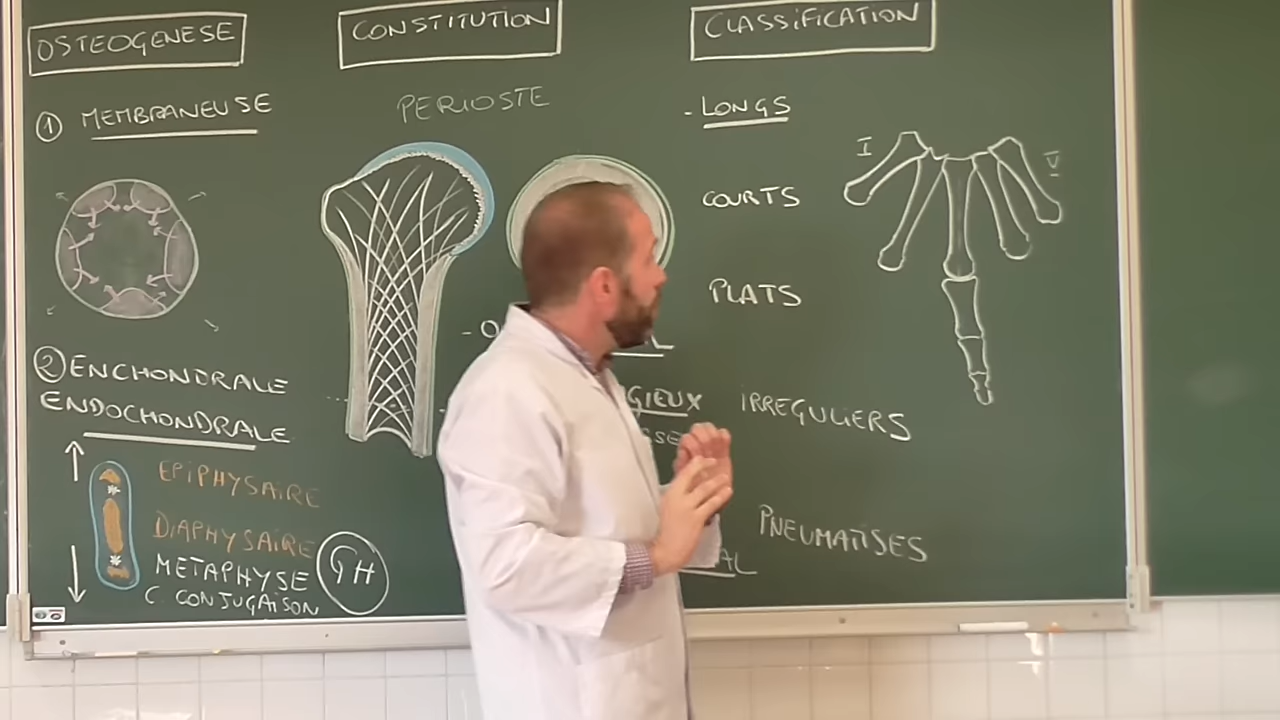 OSTEOGENESE
① MEMBRANEUSE
② ENCHONDRALE
ENDOCHONDRALE
EPIPHYSAIRE
DIAPHYSAIRE
METAPHYSE
C. CONJUGAISON
GH
CONSTITUTION
PERIOSTE
CLASSIFICATION
- LONGS
COURTS
PLATS
IRREGULIERS
PNEUMATISES
I
V